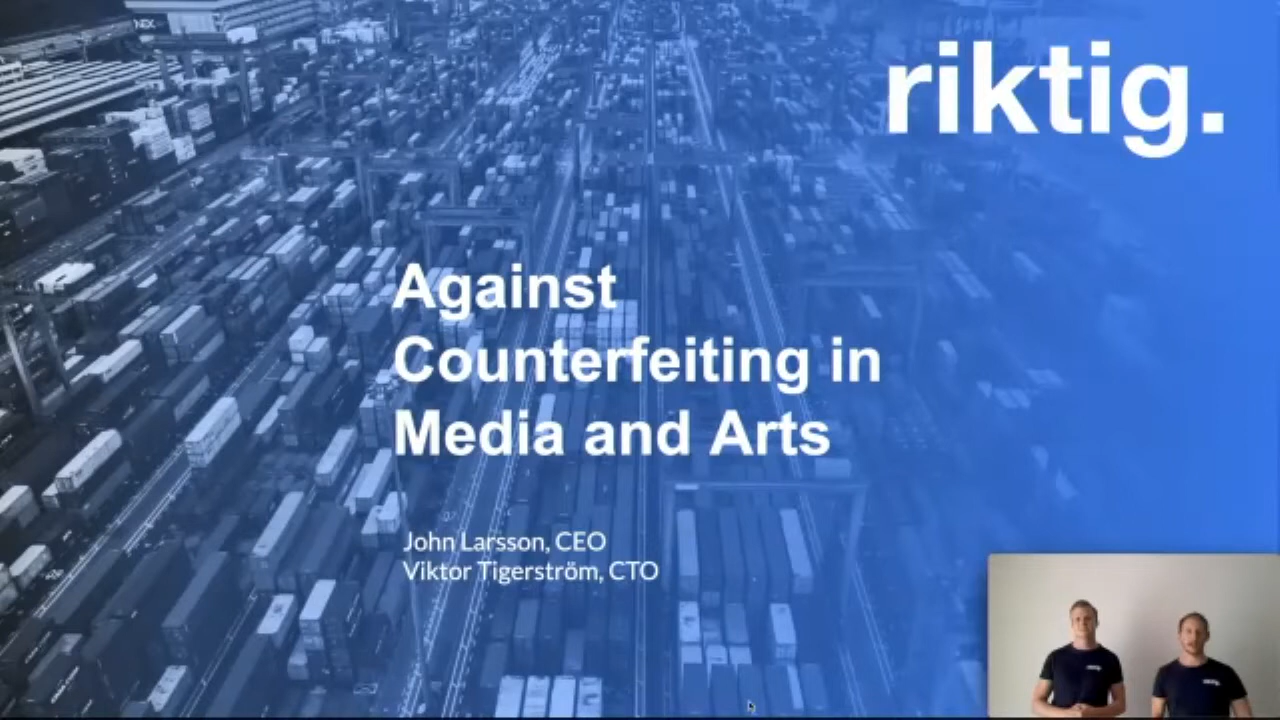 riktig.
Against
Counterfeiting in
Media and Arts
John Larsson, CEO
Viktor Tigerström, CTO